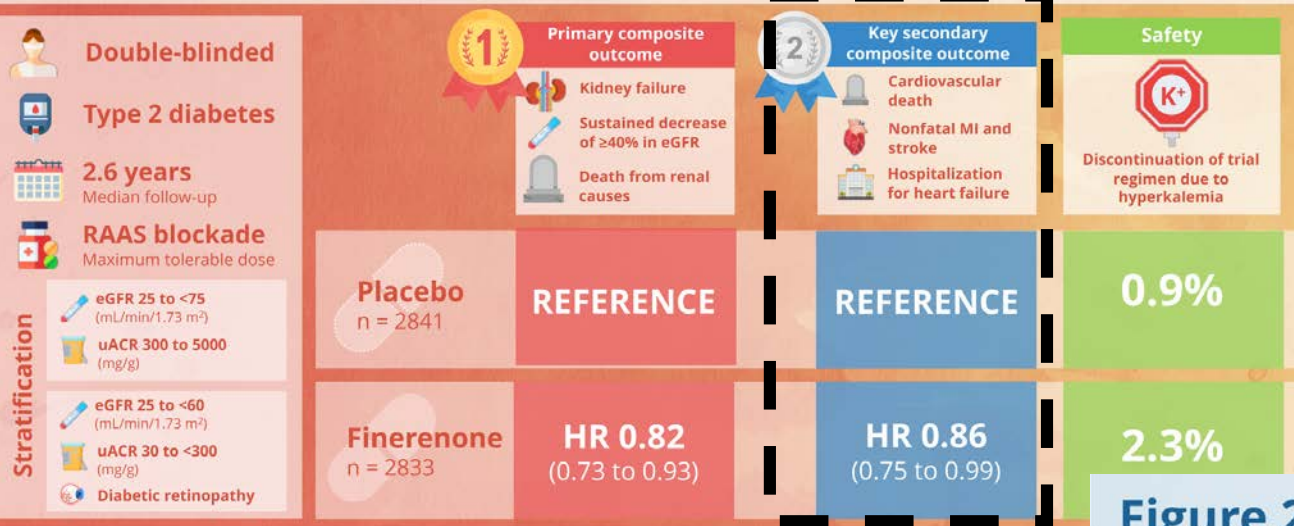 Double-blinded
Type 2 diabetes
2.6 years
Median follow-up
RAAS blockade
Maximum tolerable dose
Stratification
eGFR 25 to <75
(mL/min/1.73 m²)
uACR 300 to 5000
(mg/g)
eGFR 25 to <60
(mL/min/1.73 m²)
uACR 30 to <300
(mg/g)
Diabetic retinopathy
1
Primary composite
outcome
Kidney failure
Sustained decrease
of ≥40% in eGFR
Death from renal
causes
2
Key secondary
composite outcome
Cardiovascular
death
Nonfatal MI and
stroke
Hospitalization
for heart failure
Safety
K+
Discontinuation of trial
regimen due to
hyperkalemia
Placebo
n = 2841
REFERENCE
REFERENCE
0.9%
Finerenone
n = 2833
HR 0.82
(0.73 to 0.93)
HR 0.86
(0.75 to 0.99)
2.3%
Figure 2